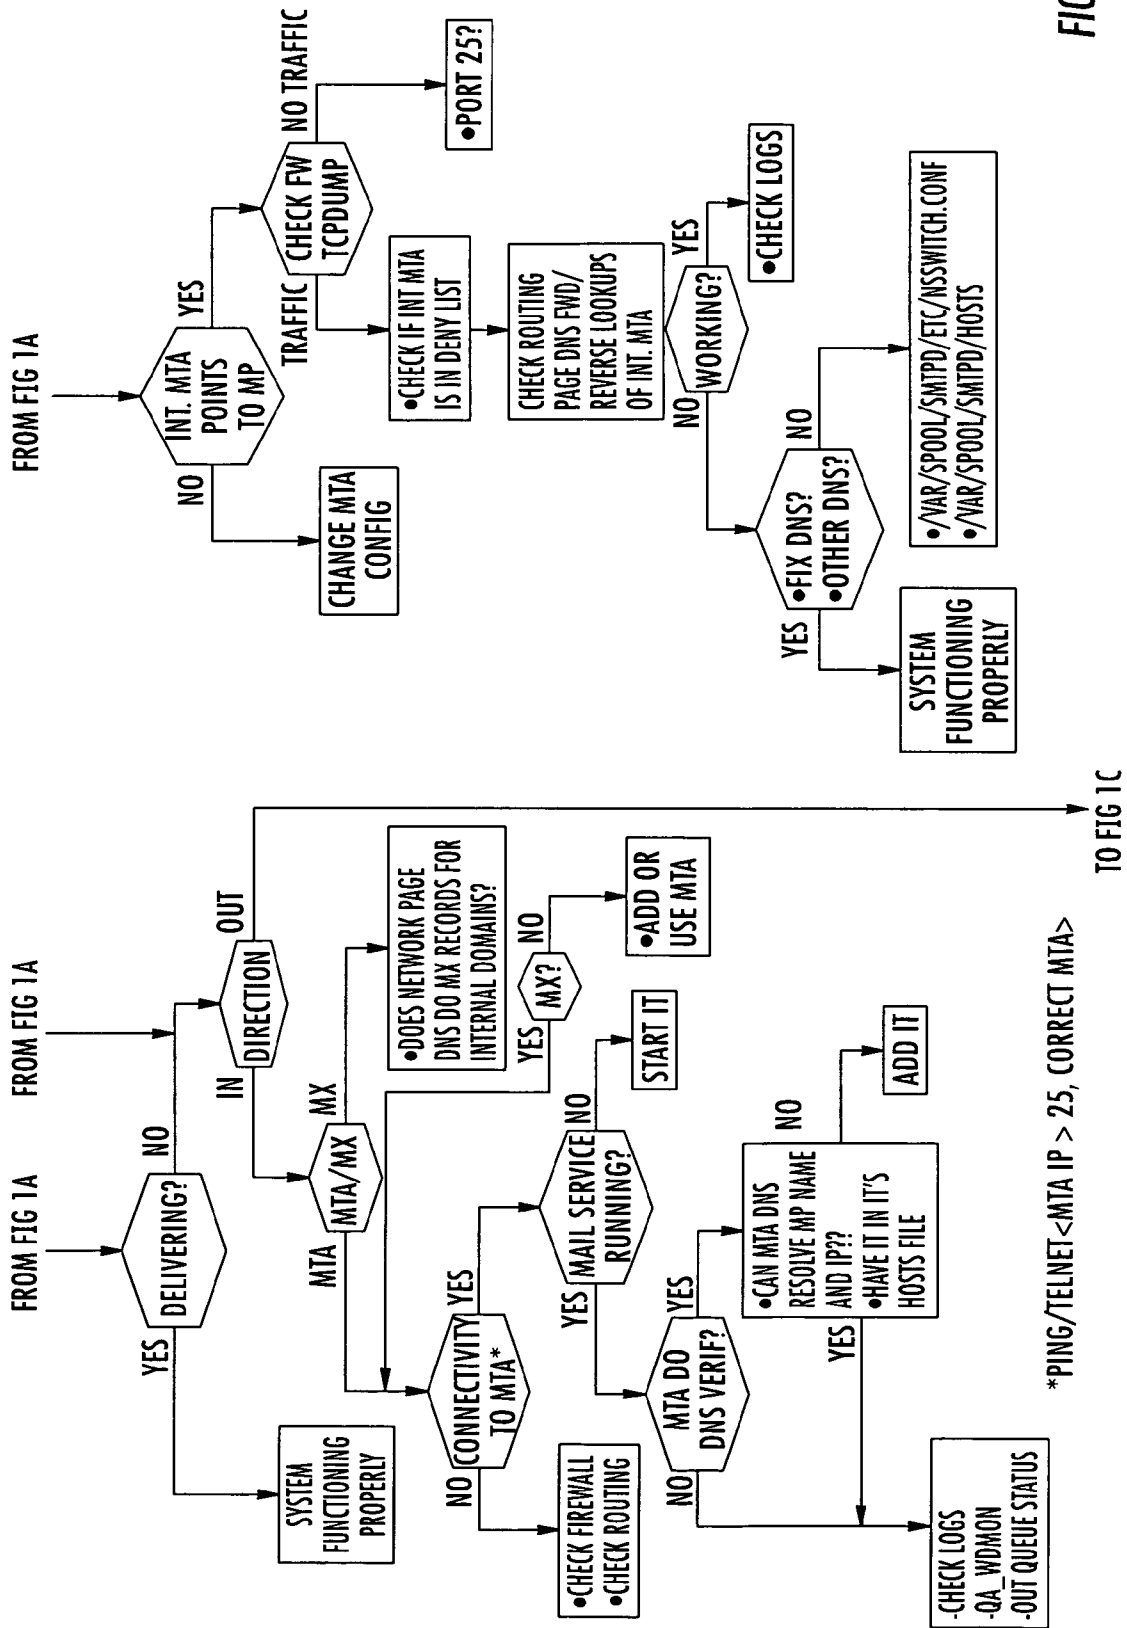 FROM FIG 1A
FROM FIG 1A
DELIVERING?
YES
NO
SYSTEM
FUNCTIONING
PROPERLY
DIRECTION
IN
OUT
MTA/MX
MTA
MX
•DOES NETWORK PAGE
DNS DO MX RECORDS FOR
INTERNAL DOMAINS?
MX?
YES
NO
•ADD OR
USE MTA
CONNECTIVITY
TO MTA*
NO
YES
•CHECK FIREWALL
•CHECK ROUTING
MAIL SERVICE
RUNNING?
YES
NO
START IT
MTA DO
DNS VERIF?
NO
YES
•CAN MTA DNS
RESOLVE MP NAME
AND IP??
•HAVE IT IN IT'S
HOSTS FILE
YES
NO
ADD IT
-CHECK LOGS
-QA_WDMON
-OUT QUEUE STATUS
*PING/TELNET<MTA IP > 25, CORRECT MTA>
TO FIG 1C
FROM FIG 1A
INT. MTA
POINTS
TO MP
NO
YES
CHANGE MTA
CONFIG
CHECK FW
TCPDUMP
TRAFFIC
NO TRAFFIC
•PORT 25?
•CHECK IF INT MTA
IS IN DENY LIST
CHECK ROUTING
PAGE DNS FWD/
REVERSE LOOKUPS
OF INT. MTA
WORKING?
NO
YES
•CHECK LOGS
•FIX DNS?
•OTHER DNS?
YES
NO
SYSTEM
FUNCTIONING
PROPERLY
•/VAR/SPOOL/SMTPD/ETC/NSSWITCH.CONF
•/VAR/SPOOL/SMTPD/HOSTS